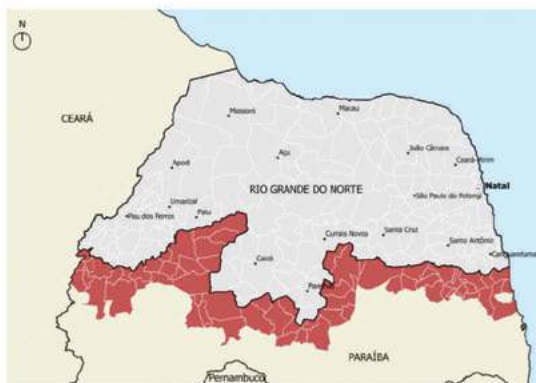 N
CEARÁ
Mossoró
Macau
Açu
João Câmara
Ceará-Mirim
Apodi
RIO GRANDE DO NORTE
Natal
São Paulo do Potengi
Umarizal
Pau dos Ferros
Patu
Currais Novos
Santa Cruz
Santo Antônio
Canguaretama
Caicó
PARAÍBA
Pernambuco